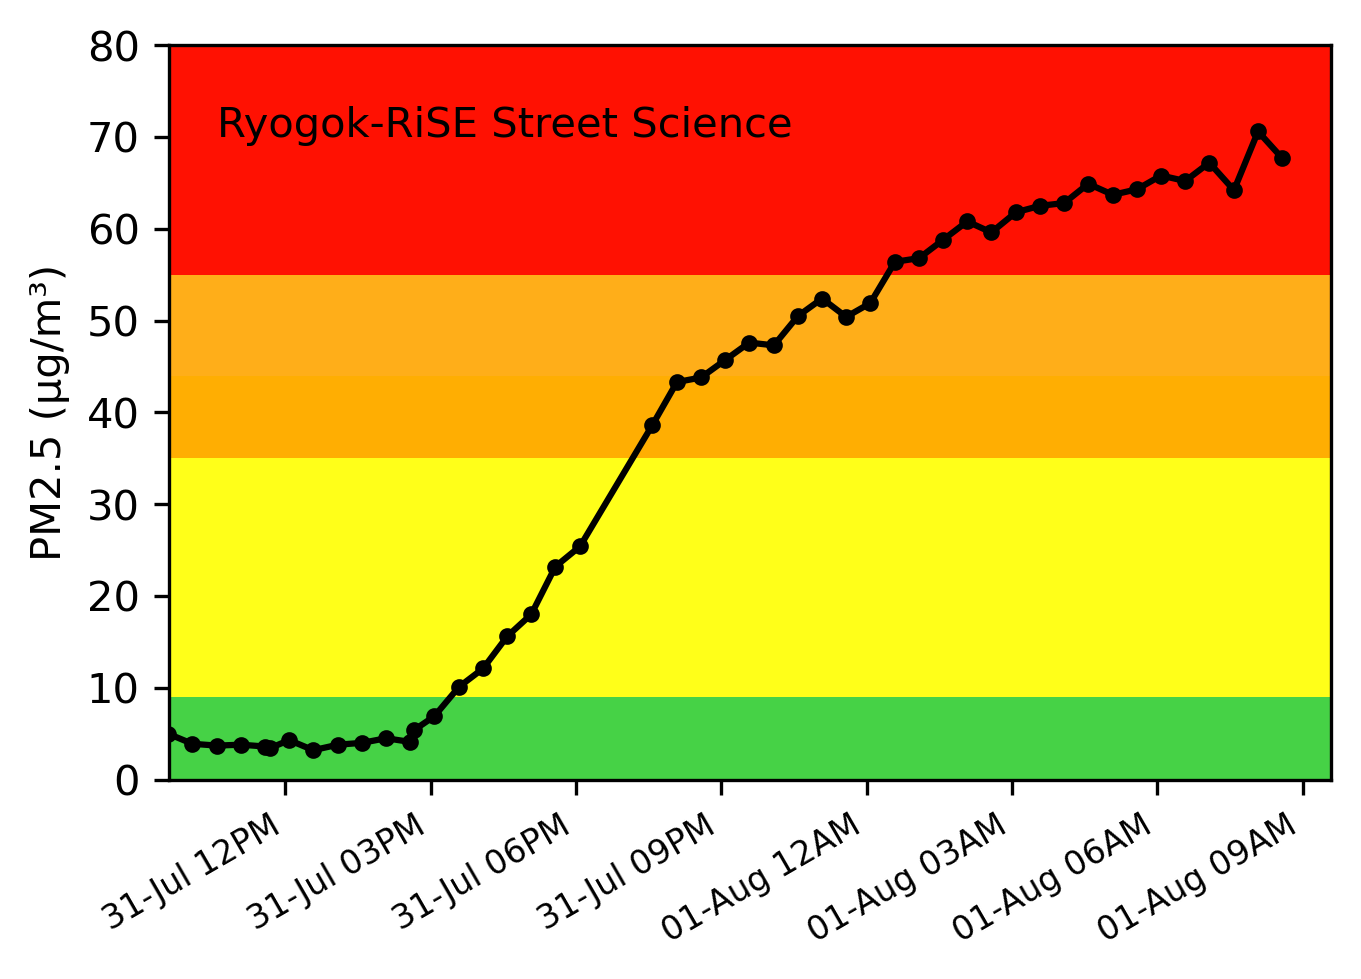 Ryogok-RiSE Street Science
PM2.5 (µg/m³)
80
70
60
50
40
30
20
10
0
31-Jul 12PM
31-Jul 03PM
31-Jul 06PM
31-Jul 09PM
01-Aug 12AM
01-Aug 03AM
01-Aug 06AM
01-Aug 09AM